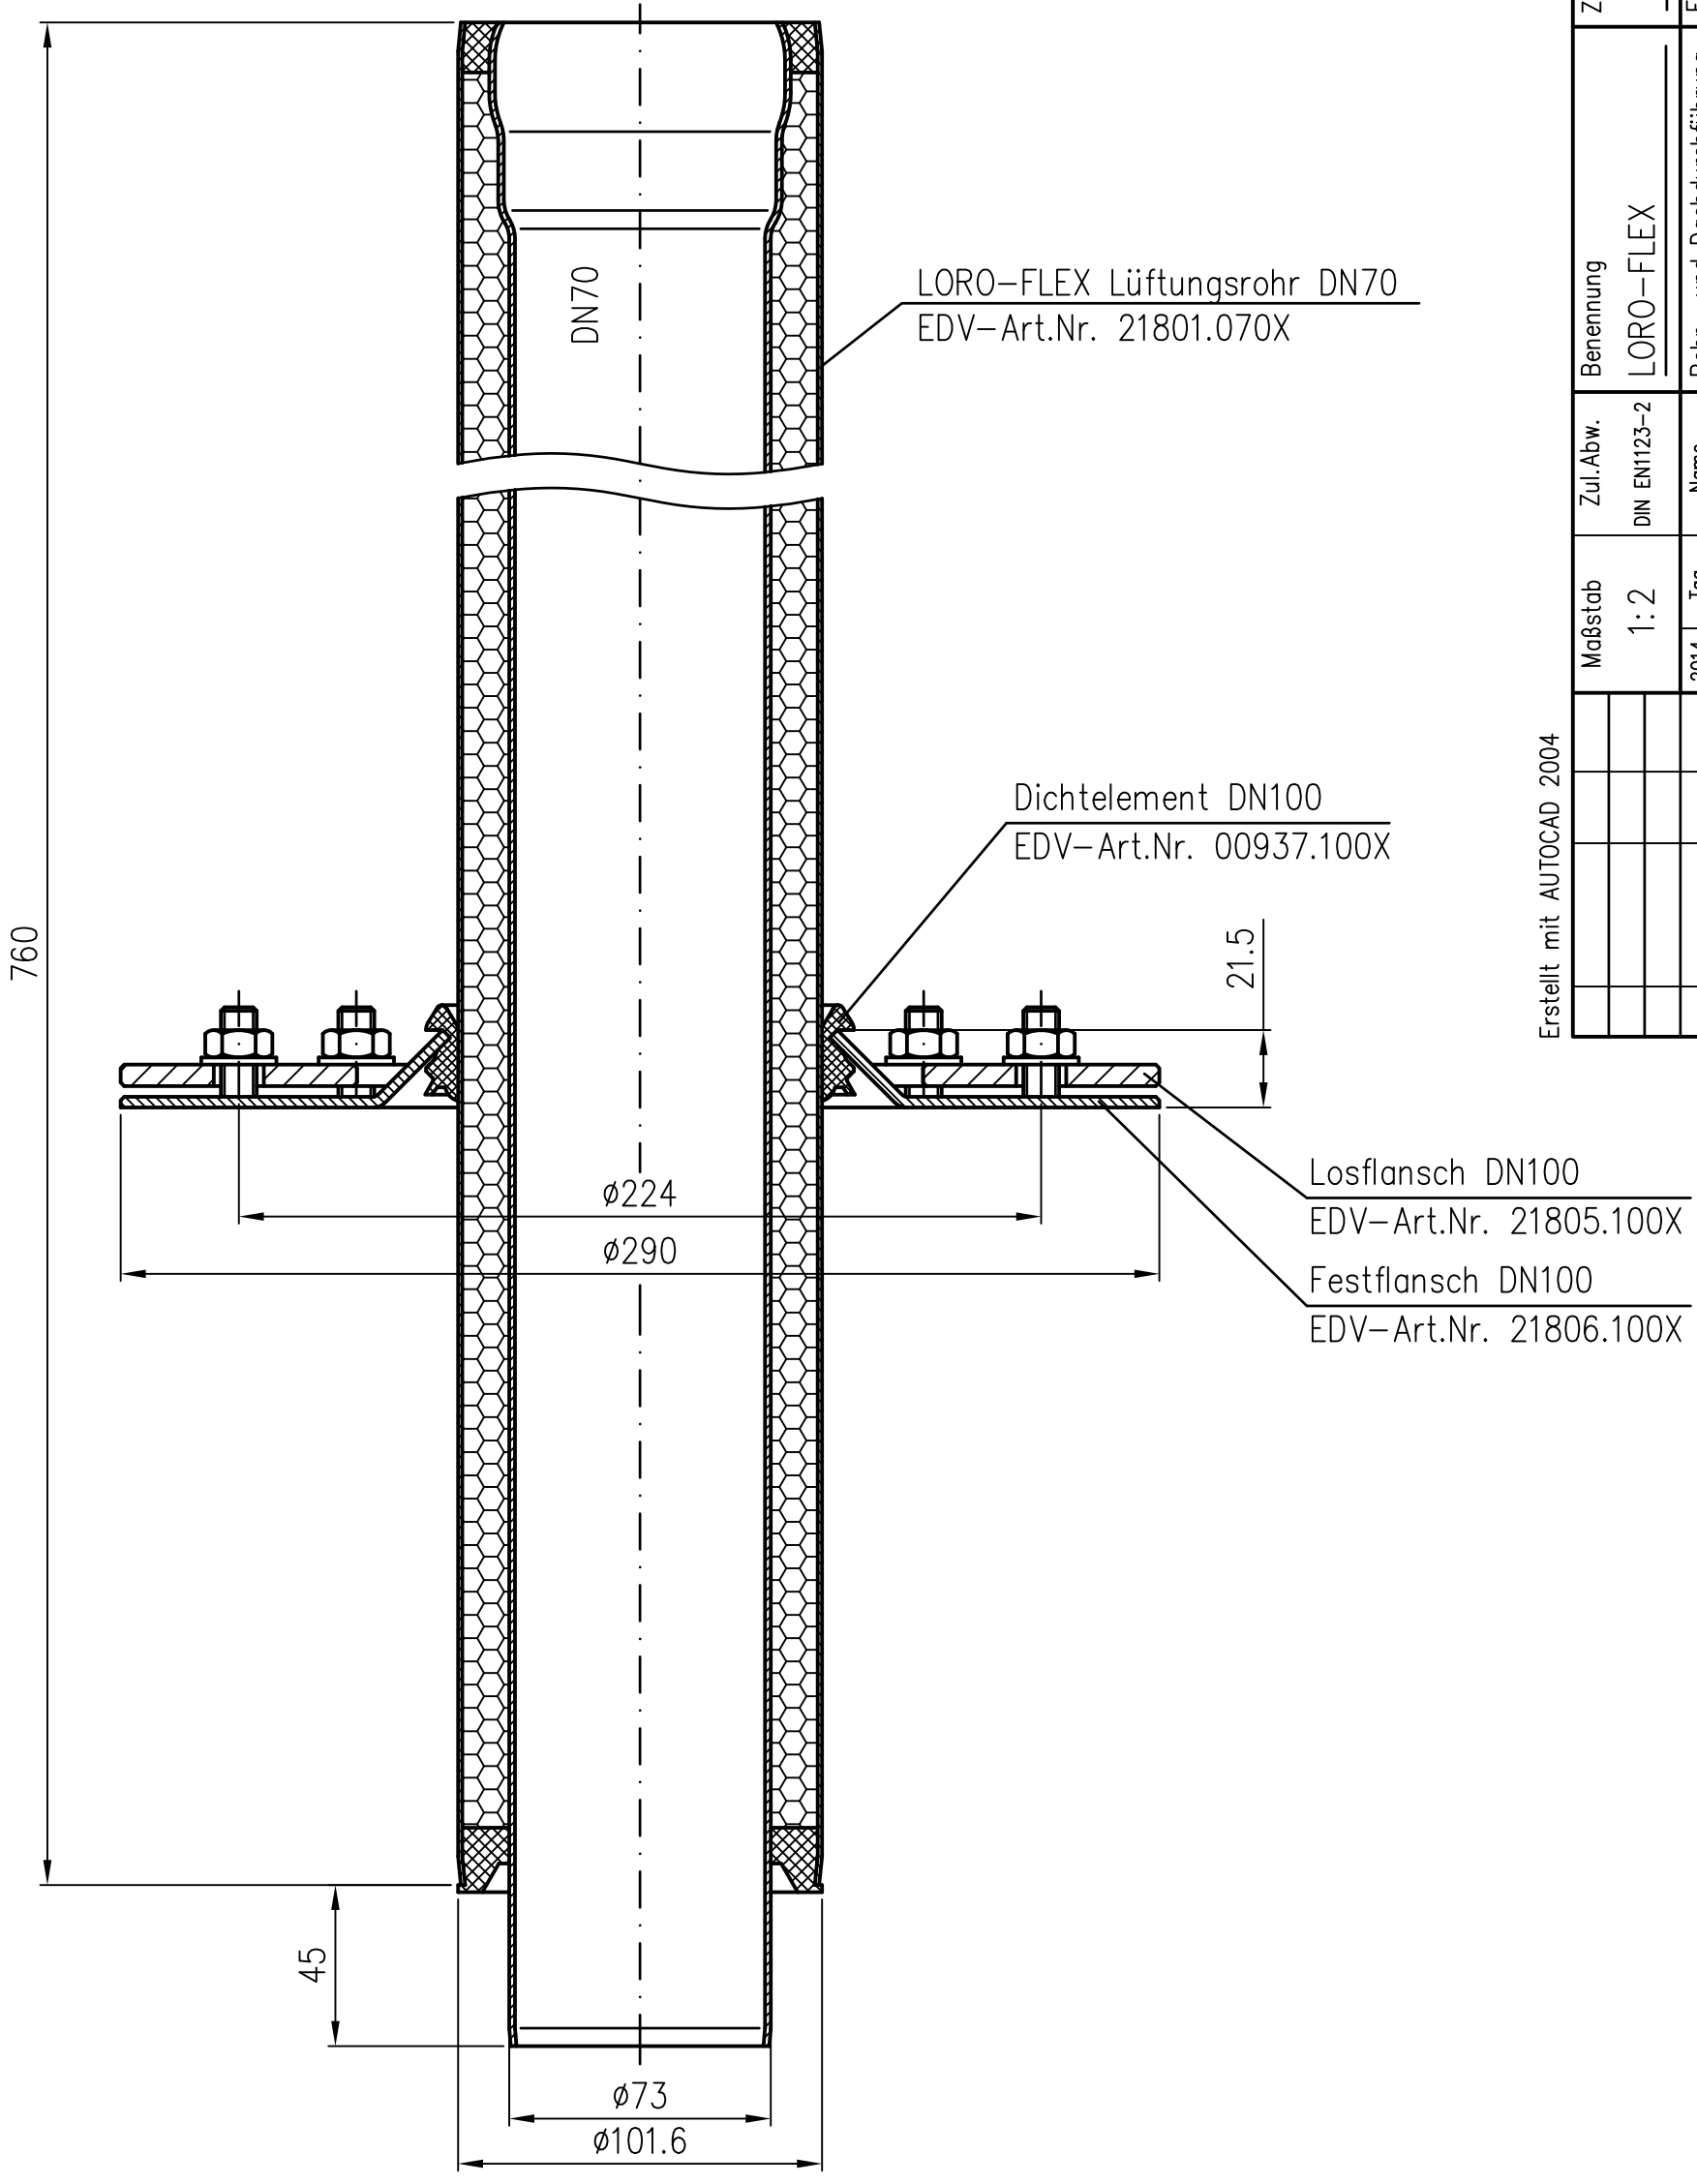 DN70
LORO-FLEX Lüftungsrohr DN70
EDV-Art.Nr. 21801.070X
760
Dichtelement DN100
EDV-Art.Nr. 00937.100X
21.5
Losflansch DN100
EDV-Art.Nr. 21805.100X
Festflansch DN100
EDV-Art.Nr. 21806.100X
ø224
ø290
45
ø73
ø101.6
Erstellt mit AUTOCAD 2004
Maßstab
1:2
Zul.Abw.
DIN EN1123-2
Benennung
LORO-FLEX